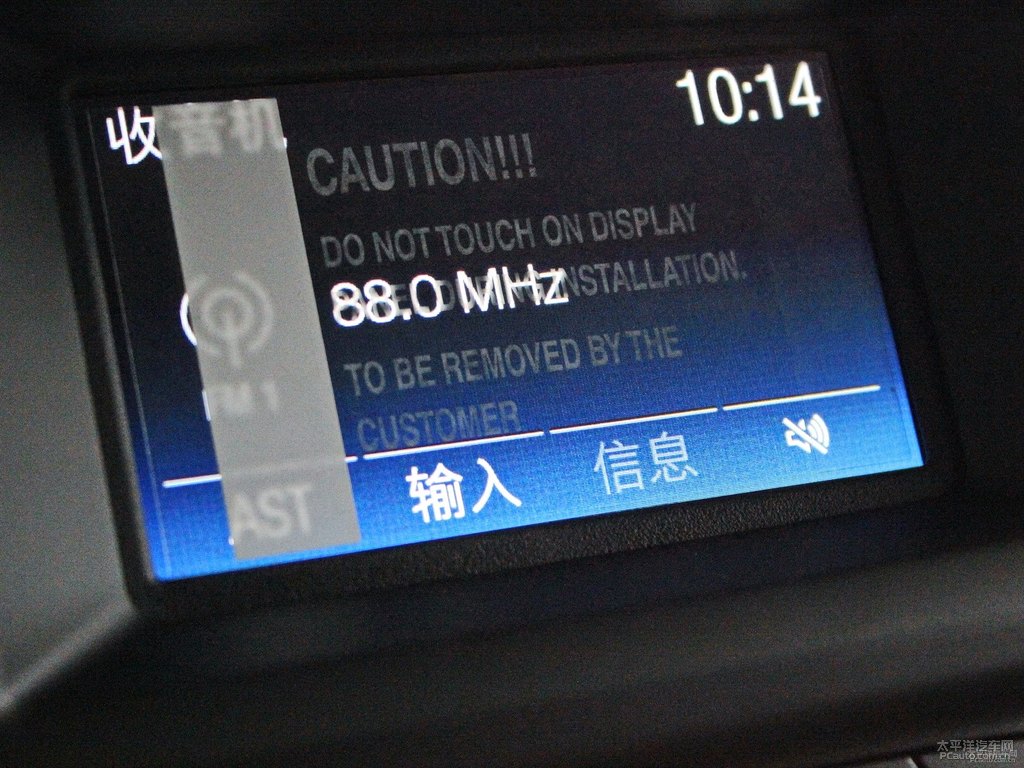 收音机
10:14
CAUTION!!!
DO NOT TOUCH ON DISPLAY
DURING INSTALLATION.
88.0 MHz
TO BE REMOVED BY THE
CUSTOMER
FM 1
AST
输入
信息
太平洋汽车网
PCauto.com.cn